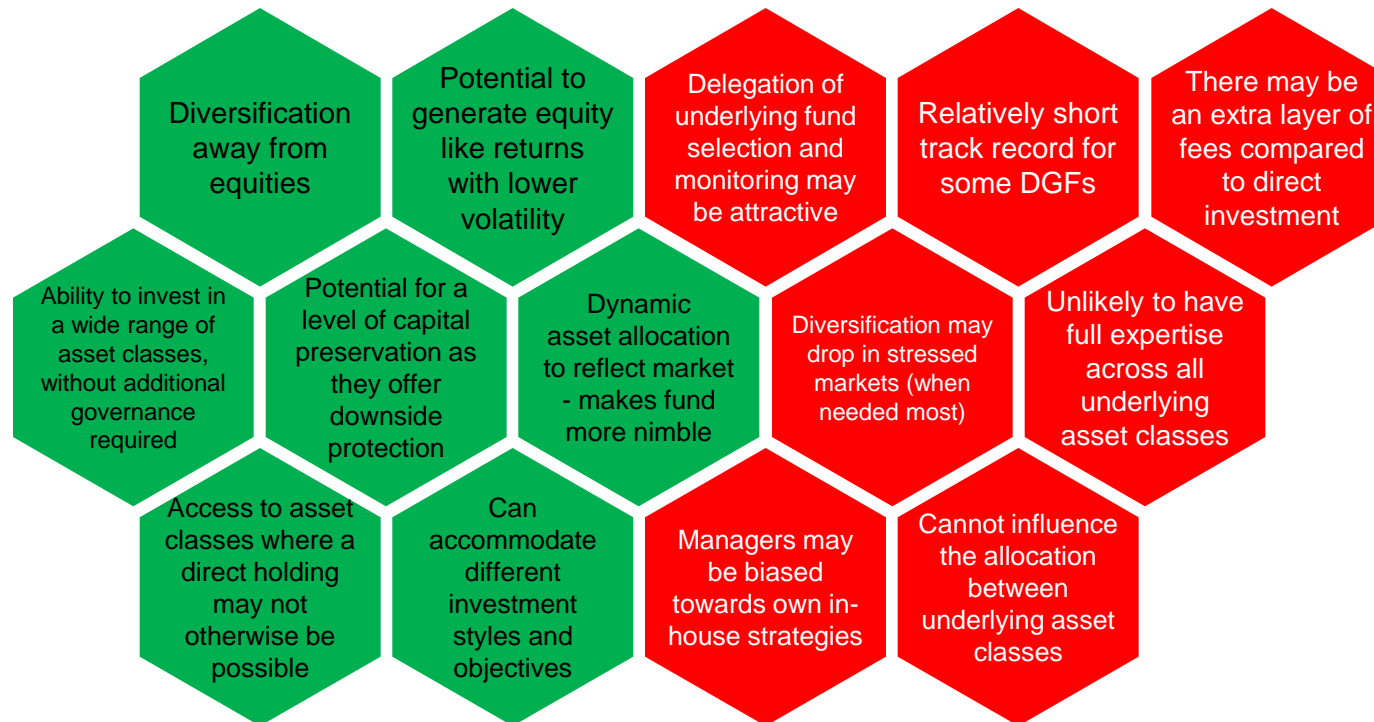 Diversification
away from
equities
Potential to
generate equity
like returns
with lower
volatility
Delegation of
underlying fund
selection and
monitoring may
be attractive
Relatively short
track record for
some DGFs
There may be
an extra layer of
fees compared
to direct
investment
Ability to invest in
a wide range of
asset classes,
without additional
governance
required
Potential for a
level of capital
preservation as
they offer
downside
protection
Dynamic
asset allocation
to reflect market
- makes fund
more nimble
Diversification may
drop in stressed
markets (when
needed most)
Unlikely to have
full expertise
across all
underlying
asset classes
Access to asset
classes where a
direct holding
may not
otherwise be
possible
Can
accommodate
different
investment
styles and
objectives
Managers may
be biased
towards own in-
house strategies
Cannot influence
the allocation
between
underlying asset
classes